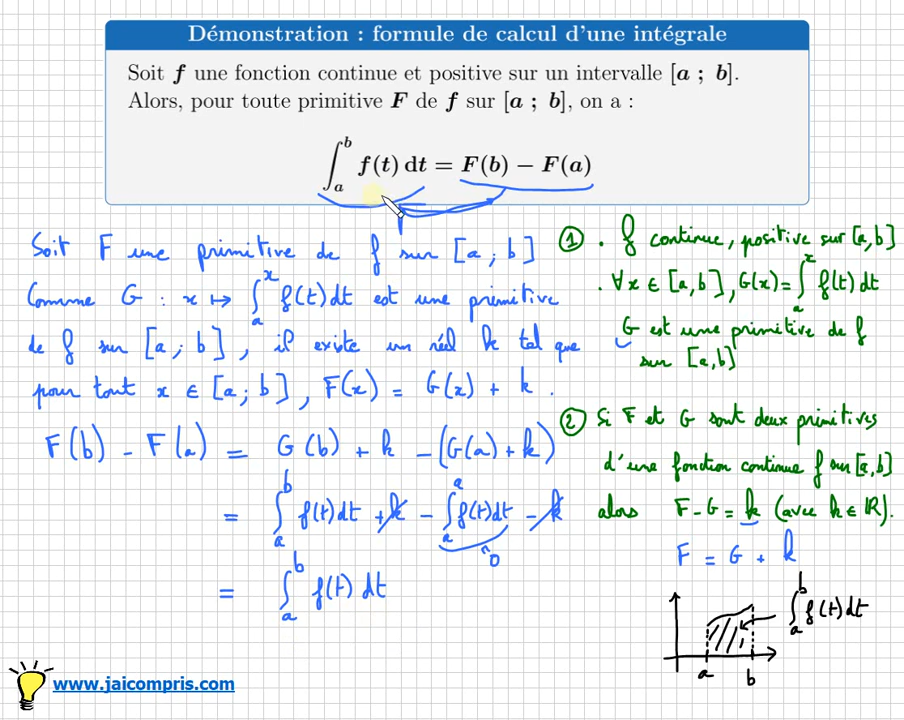 Démonstration : formule de calcul d'une intégrale
Soit f une fonction continue et positive sur un intervalle [a ; b].
Alors, pour toute primitive F de f sur [a ; b], on a :
∫_a^b f(t) dt = F(b) − F(a)
Soit F une primitive de f sur [a ; b]
Comme G : x ↦ ∫_a^x f(t)dt est une primitive
de f sur [a ; b], il existe un réel k tel que
pour tout x ∈ [a ; b], F(x) = G(x) + k.
F(b) - F(a) = G(b) + k - (G(a) + k)
= ∫_a^b f(t)dt + k - ∫_a^a f(t)dt - k
"0
= ∫_a^b f(t) dt
① . f continue, positive sur [a,b]
. ∀x ∈ [a,b], G(x) = ∫_a^x f(t)dt
G est une primitive de f
sur [a,b]
② Si F et G sont deux primitives
d'une fonction continue f sur [a,b]
alors F - G = k (avec k ∈ ℝ).
F = G + k
∫_a^b f(t)dt
a b
www.jaicompris.com